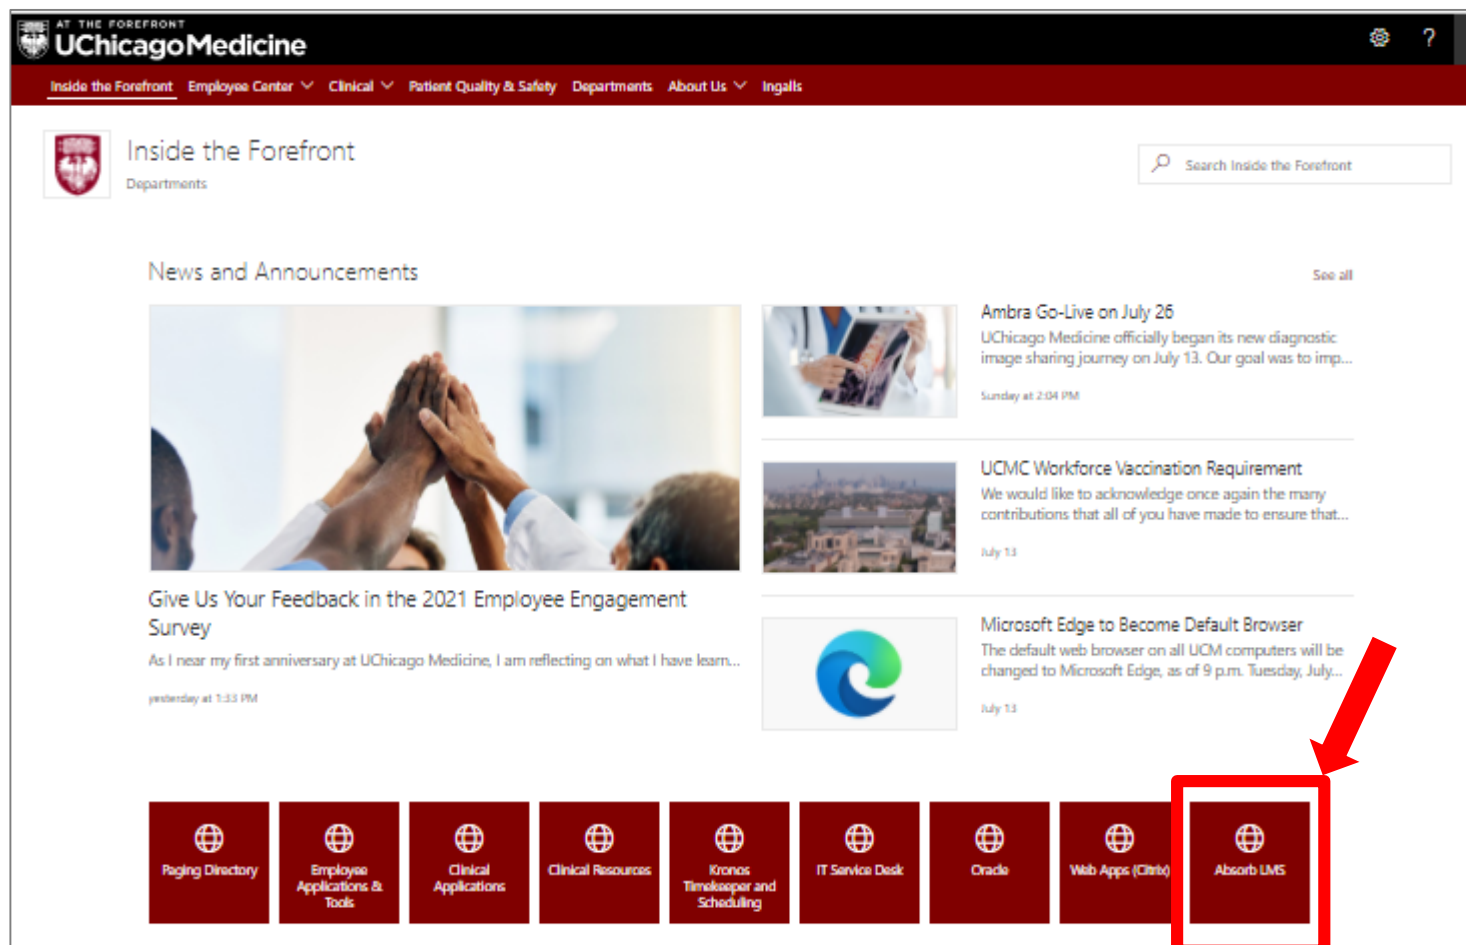 AT THE FOREFRONT
UChicagoMedicine
?
Inside the Forefront Employee Center Clinical Patient Quality & Safety Departments About Us Ingalls
Inside the Forefront
Departments
Search Inside the Forefront
News and Announcements
See all
Give Us Your Feedback in the 2021 Employee Engagement
Survey
As I near my first anniversary at UChicago Medicine, I am reflecting on what I have learn...
yesterday at 1:33 PM
Ambra Go-Live on July 26
UChicago Medicine officially began its new diagnostic
image sharing journey on July 13. Our goal was to imp...
Sunday at 2:04 PM
UCMC Workforce Vaccination Requirement
We would like to acknowledge once again the many
contributions that all of you have made to ensure that...
July 13
Microsoft Edge to Become Default Browser
The default web browser on all UCM computers will be
changed to Microsoft Edge, as of 9 p.m. Tuesday, July...
July 13
Paging Directory
Employee
Applications &
Tools
Clinical
Applications
Clinical Resources
Kronos
Timekeeper and
Scheduling
IT Service Desk
Oracle
Web Apps (Citrix)
Absorb LMS